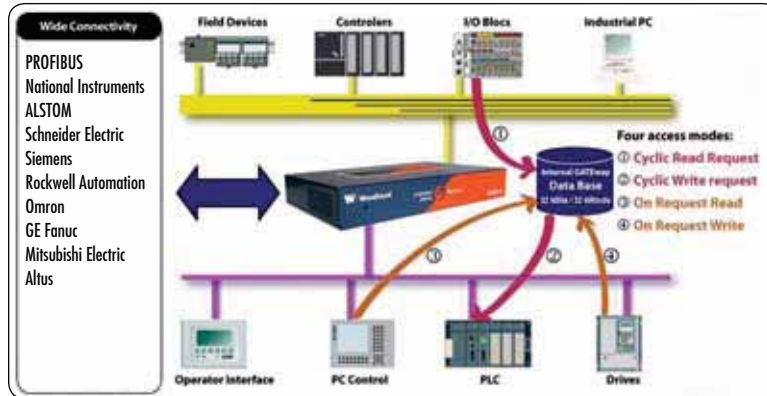 Wide Connectivity
PROFIBUS
National Instruments
ALSTOM
Schneider Electric
Siemens
Rockwell Automation
Omron
GE Fanuc
Mitsubishi Electric
Altus
Field Devices
Controlers
I/O Blocs
Industrial PC
①
Four access modes:
① Cyclic Read Request
② Cyclic Write request
③ On Request Read
④ On Request Write
Internal GATEway
Data Base
③
②
④
Operator Interface
PC Control
PLC
Drives